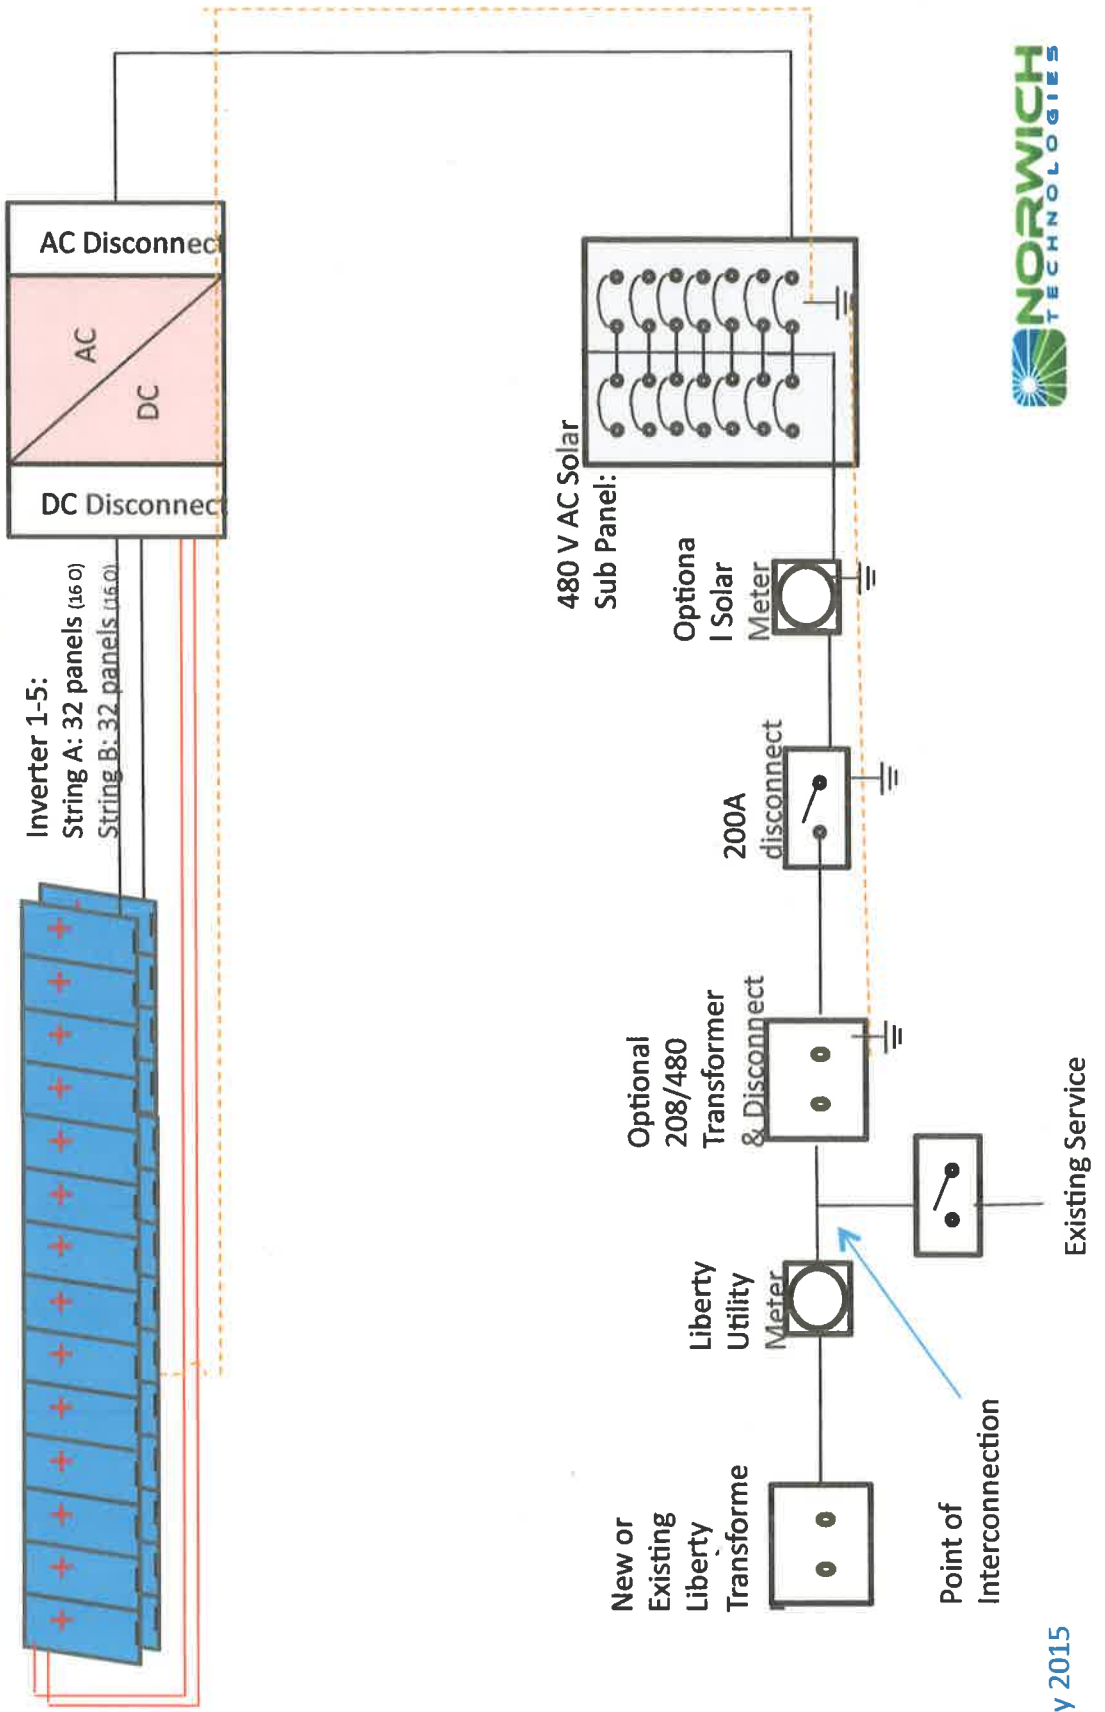 Inverter 1-5:
String A: 32 panels (16 O)
String B: 32 panels (16 O)
DC Disconnect
DC
AC
AC Disconnect
480 V AC Solar
Sub Panel:
Optiona
l Solar
Meter
200A
disconnect
Optional
208/480
Transformer
& Disconnect
Liberty
Utility
Meter
New or
Existing
Liberty
Transforme
Point of
Interconnection
Existing Service
y 2015
NORWICH
TECHNOLOGIES